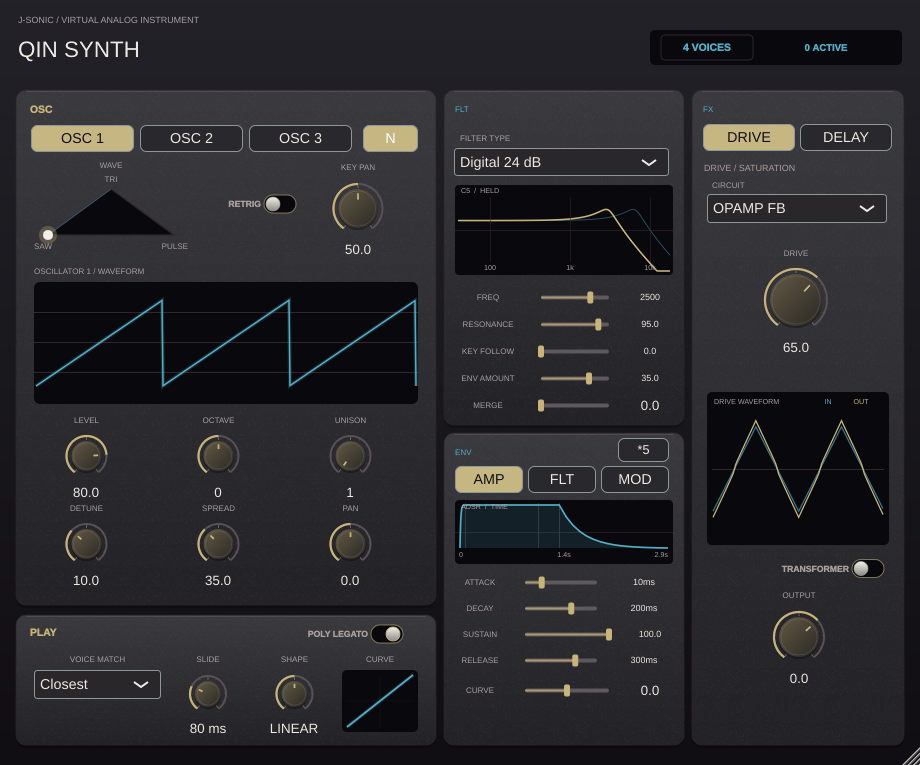 J-SONIC / VIRTUAL ANALOG INSTRUMENT
QIN SYNTH
4 VOICES
0 ACTIVE
OSC
OSC 1
OSC 2
OSC 3
N
WAVE
TRI
SAW
PULSE
RETRIG
KEY PAN
50.0
OSCILLATOR 1 / WAVEFORM
LEVEL
OCTAVE
UNISON
80.0
0
1
DETUNE
SPREAD
PAN
10.0
35.0
0.0
PLAY
POLY LEGATO
VOICE MATCH
SLIDE
SHAPE
CURVE
Closest
80 ms
LINEAR
FLT
FILTER TYPE
Digital 24 dB
C5 / HELD
100
1k
10k
FREQ
2500
RESONANCE
95.0
KEY FOLLOW
0.0
ENV AMOUNT
35.0
MERGE
0.0
ENV
*5
AMP
FLT
MOD
ADSR / TIME
0
1.4s
2.9s
ATTACK
10ms
DECAY
200ms
SUSTAIN
100.0
RELEASE
300ms
CURVE
0.0
FX
DRIVE
DELAY
DRIVE / SATURATION
CIRCUIT
OPAMP FB
DRIVE
65.0
DRIVE WAVEFORM
IN
OUT
TRANSFORMER
OUTPUT
0.0